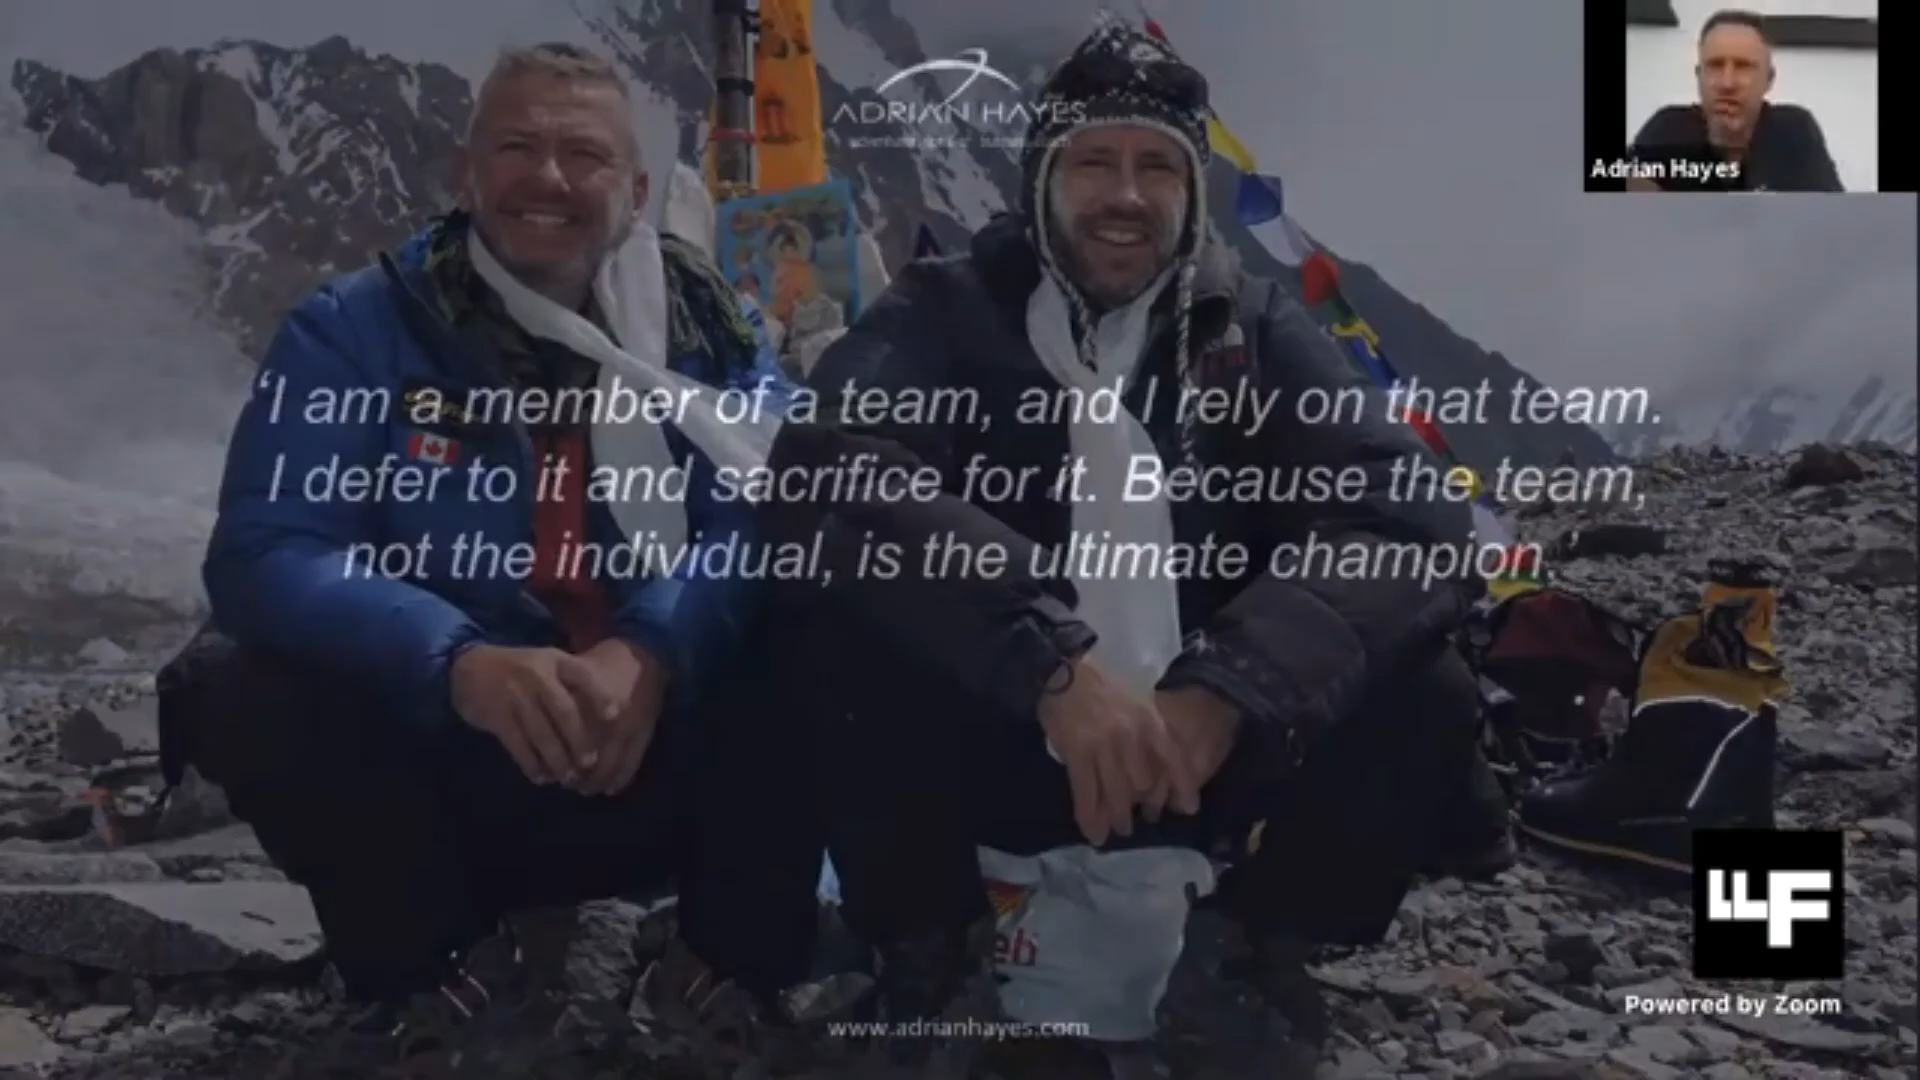 ADRIAN HAYES
Adrian Hayes
‘I am a member of a team, and I rely on that team.
I defer to it and sacrifice for it. Because the team,
not the individual, is the ultimate champion.’
LLF
Powered by Zoom
www.adrianhayes.com